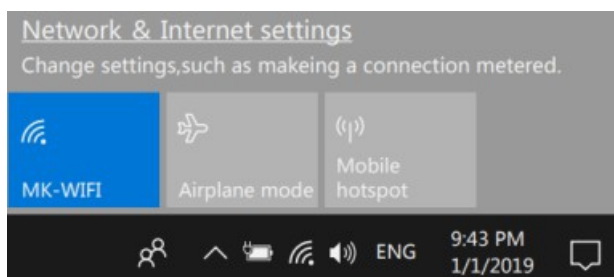 Network & Internet settings
Change settings,such as makeing a connection metered.
MK-WIFI
Airplane mode
Mobile
hotspot
ENG
9:43 PM
1/1/2019